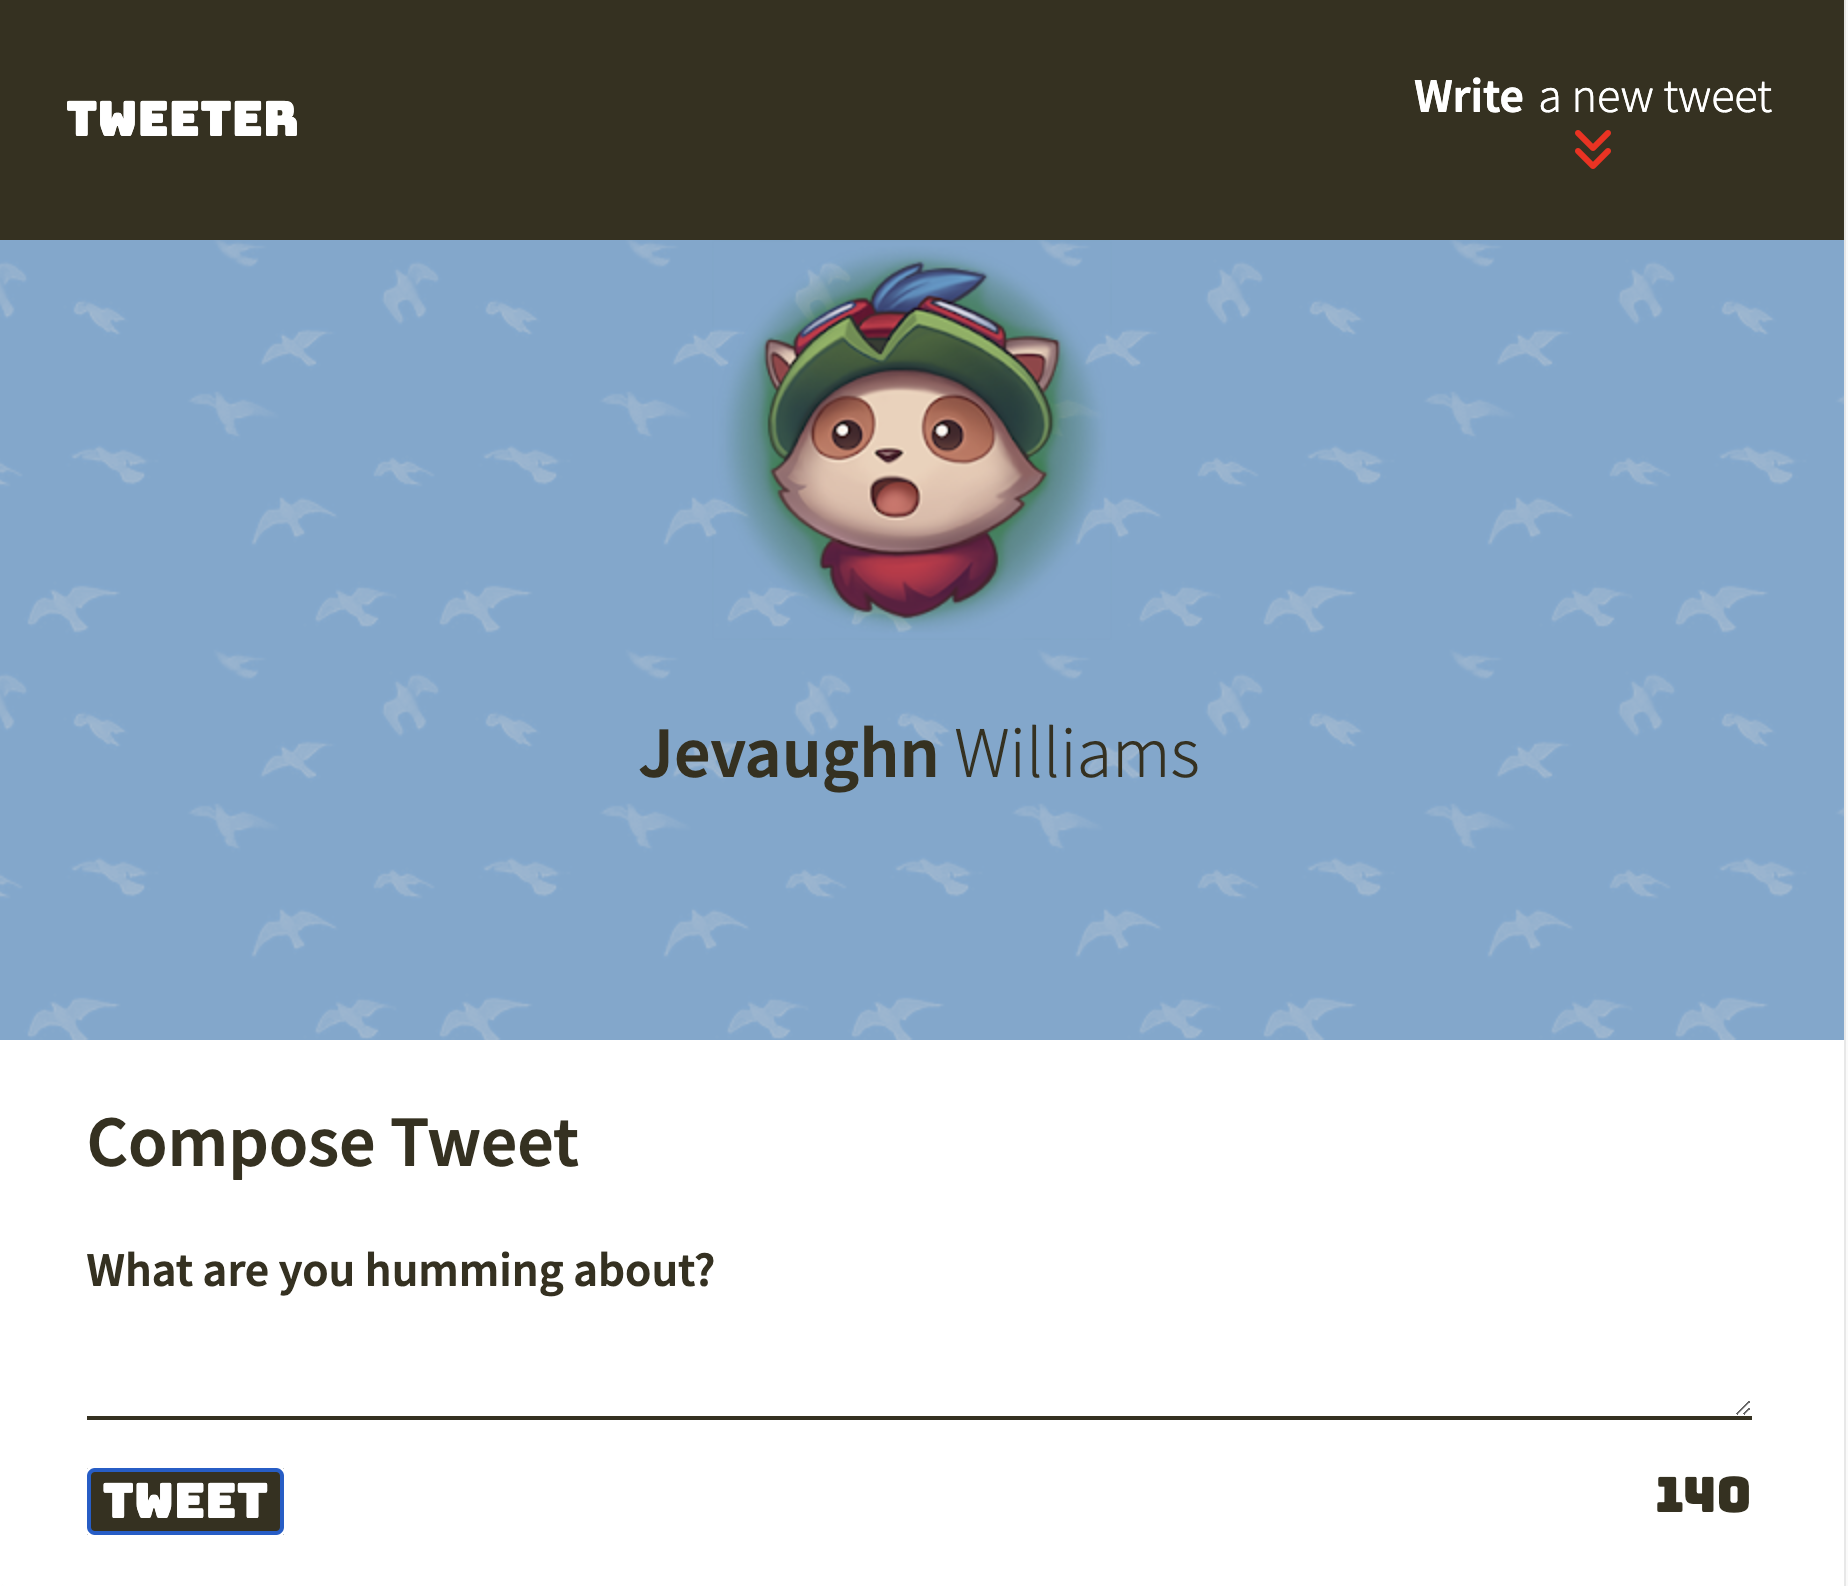 TWEETER
Write a new tweet
Jevaughn Williams
Compose Tweet
What are you humming about?
TWEET
140